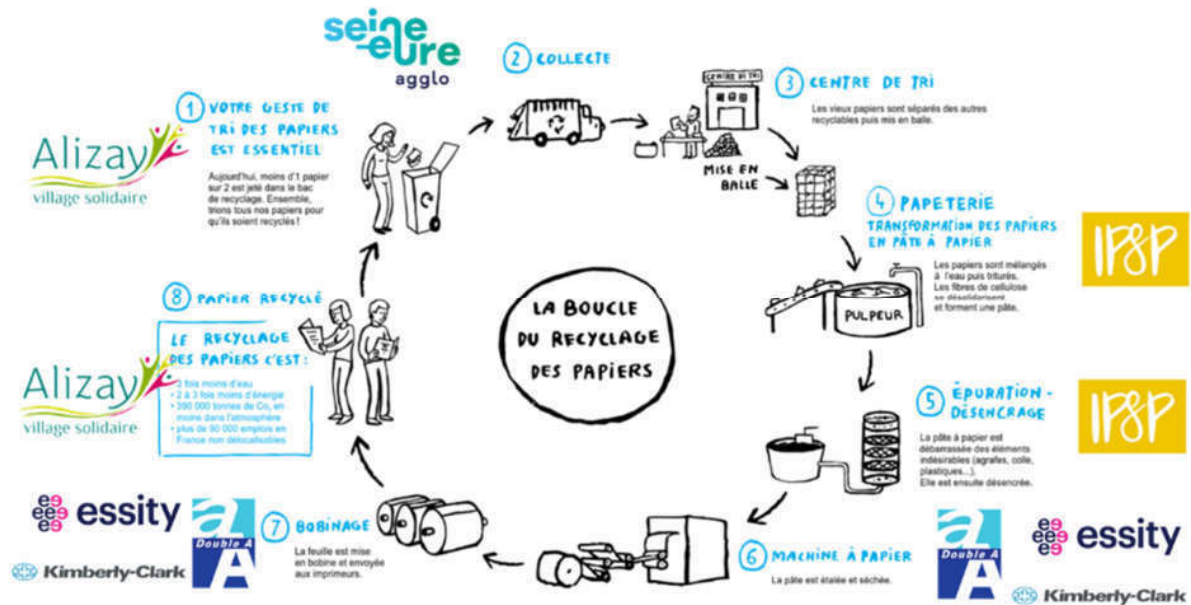 seine
-eure
agglo
1
VOTRE GESTE DE
TRI DES PAPIERS
EST ESSENTIEL
Aujourd'hui, moins d'1 papier
sur 2 est jeté dans le bac
de recyclage. Ensemble,
trions tous nos papiers pour
qu'ils soient recyclés !
Alizay
village solidaire
2
COLLECTE
CENTRE DE TRI
3
CENTRE DE TRI
Les vieux papiers sont séparés des autres
recyclables puis mis en balle.
MISE EN
BALLE
4
PAPETERIE
TRANSFORMATION DES PAPIERS
EN PÂTE À PAPIER
Les papiers sont mélangés
à l'eau puis triturés.
Les fibres de cellulose
se désolidarisent
et forment une pâte.
PULPEUR
IP&P
5
ÉPURATION -
DÉSENCRAGE
La pâte à papier est
débarrassée des éléments
indésirables (agrafes, colle,
plastiques...).
Elle est ensuite désencrée.
IP&P
6
MACHINE À PAPIER
La pâte est étalée et séchée.
a
Double A
A
essity
Kimberly-Clark
7
BOBINAGE
La feuille est mise
en bobine et envoyée
aux imprimeurs.
essity
a
Double A
A
Kimberly-Clark
8
PAPIER RECYCLÉ
LE RECYCLAGE
DES PAPIERS C'EST :
fois moins d'eau
• 2 à 3 fois moins d'énergie
000 tonnes de Co₂ en
moins dans l'atmosphère
• plus de 90 000 emplois en
France non délocalisables
Alizay
village solidaire
LA BOUCLE
DU RECYCLAGE
DES PAPIERS